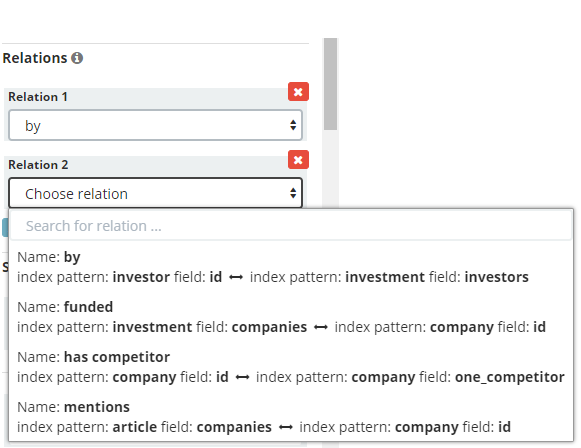 Relations
Relation 1
by
Relation 2
Choose relation
Search for relation ...
Name: by
index pattern: investor field: id ↔ index pattern: investment field: investors
Name: funded
index pattern: investment field: companies ↔ index pattern: company field: id
Name: has competitor
index pattern: company field: id ↔ index pattern: company field: one_competitor
Name: mentions
index pattern: article field: companies ↔ index pattern: company field: id